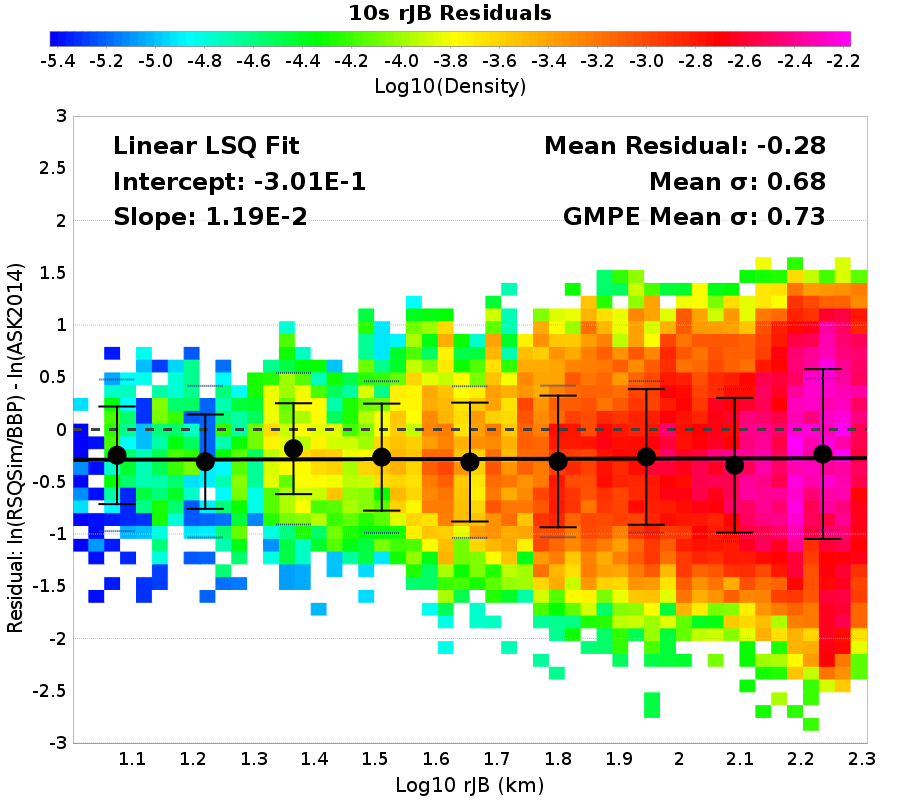 10s rJB Residuals
-5.4 -5.2 -5.0 -4.8 -4.6 -4.4 -4.2 -4.0 -3.8 -3.6 -3.4 -3.2 -3.0 -2.8 -2.6 -2.4 -2.2
Log10(Density)
Linear LSQ Fit
Intercept: -3.01E-1
Slope: 1.19E-2
Mean Residual: -0.28
Mean σ: 0.68
GMPE Mean σ: 0.73
Residual: ln(RSQSim/BBP) - ln(ASK2014)
3
2.5
2
1.5
1
0.5
0
-0.5
-1
-1.5
-2
-2.5
-3
1.1 1.2 1.3 1.4 1.5 1.6 1.7 1.8 1.9 2 2.1 2.2 2.3
Log10 rJB (km)